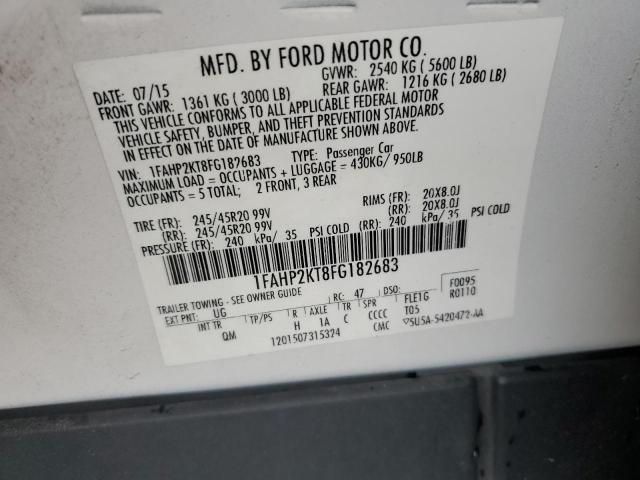 MFD. BY FORD MOTOR CO.
DATE: 07/15 GVWR: 2540 KG ( 5600 LB)
FRONT GAWR: 1361 KG ( 3000 LB) REAR GAWR: 1216 KG ( 2680 LB)
THIS VEHICLE CONFORMS TO ALL APPLICABLE FEDERAL MOTOR
VEHICLE SAFETY, BUMPER, AND THEFT PREVENTION STANDARDS
IN EFFECT ON THE DATE OF MANUFACTURE SHOWN ABOVE.
VIN: 1FAHP2KT8FG182683 TYPE: Passenger Car
MAXIMUM LOAD = OCCUPANTS + LUGGAGE = 430KG/ 950LB
OCCUPANTS = 5 TOTAL; 2 FRONT, 3 REAR
TIRE (FR): 245/45R20 99V RIMS (FR): 20X8.0J
(RR): 245/45R20 99V (RR): 20X8.0J
PRESSURE (FR): 240 kPa/ 35 PSI COLD (RR): 240 kPa/ 35 PSI COLD
1FAHP2KT8FG182683
TRAILER TOWING - SEE OWNER GUIDE F0095
EXT PNT: UG RC: 47 DSO: R0110
INT TR TP/PS R AXLE TR SPR FLE1G
QM H 1A C CCCC T05
1201507315324 CMC 5U5A-5420472-AA